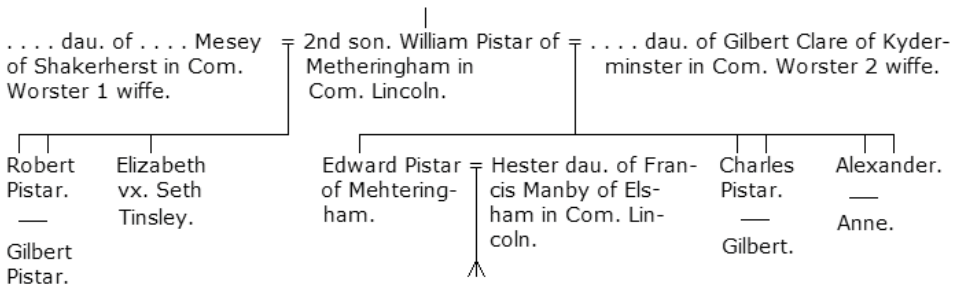 . . . . dau. of . . . . Mesey
of Shakerherst in Com.
Worster 1 wiffe.
= 2nd son. William Pistar of =
Metheringham in
Com. Lincoln.
. . . . dau. of Gilbert Clare of Kyder-
minster in Com. Worster 2 wiffe.
Robert
Pistar.
—
Gilbert
Pistar.
Elizabeth
vx. Seth
Tinsley.
Edward Pistar =
of Mehtering-
ham.
Hester dau. of Fran-
cis Manby of Els-
ham in Com. Lin-
coln.
Charles
Pistar.
—
Gilbert.
Alexander.
—
Anne.